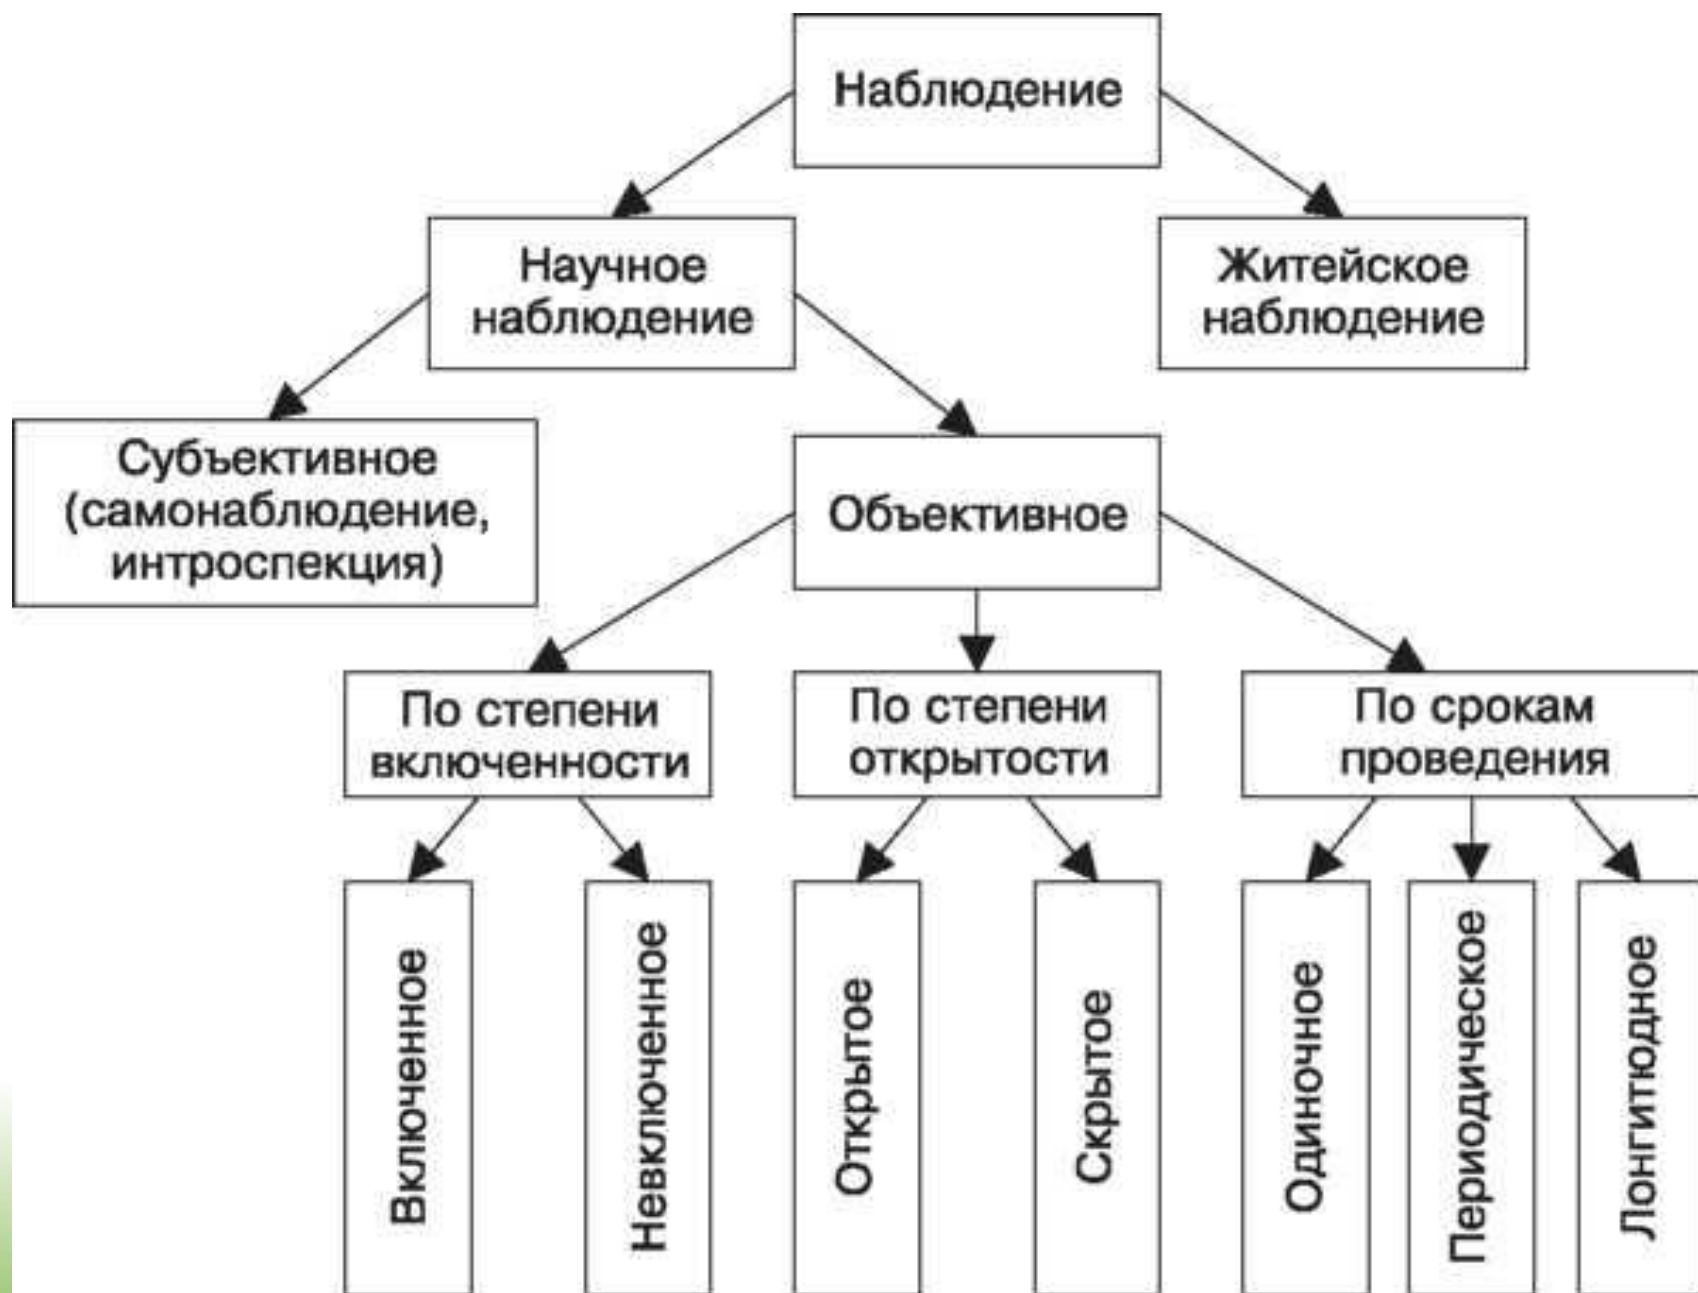 Наблюдение
Научное
наблюдение
Житейское
наблюдение
Субъективное
(самонаблюдение,
интроспекция)
Объективное
По степени
включенности
По степени
открытости
По срокам
проведения
Включенное
Невключенное
Открытое
Скрытое
Одиночное
Периодическое
Лонгитюдное